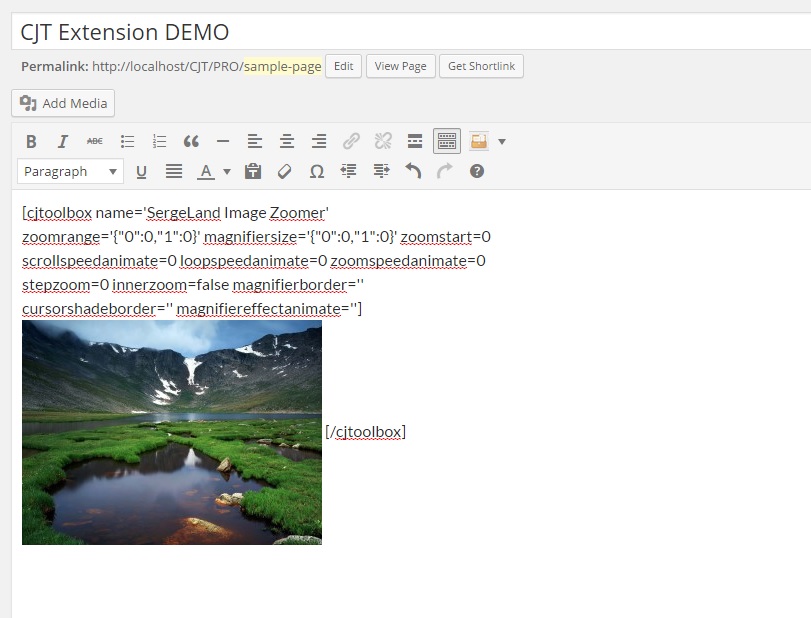 CJT Extension DEMO
Permalink: http://localhost/CJT/PRO/sample-page Edit View Page Get Shortlink
Add Media
B I ABC
Paragraph U A Ω ?
[cjtoolbox name='SergeLand Image Zoomer'
zoomrange='{"0":0,"1":0}' magnifiersize='{"0":0,"1":0}' zoomstart=0
scrollspeedanimate=0 loopspeedanimate=0 zoomspeedanimate=0
stepzoom=0 innerzoom=false magnifierborder=''
cursorshadeborder='' magnifiereffectanimate='']
[/cjtoolbox]